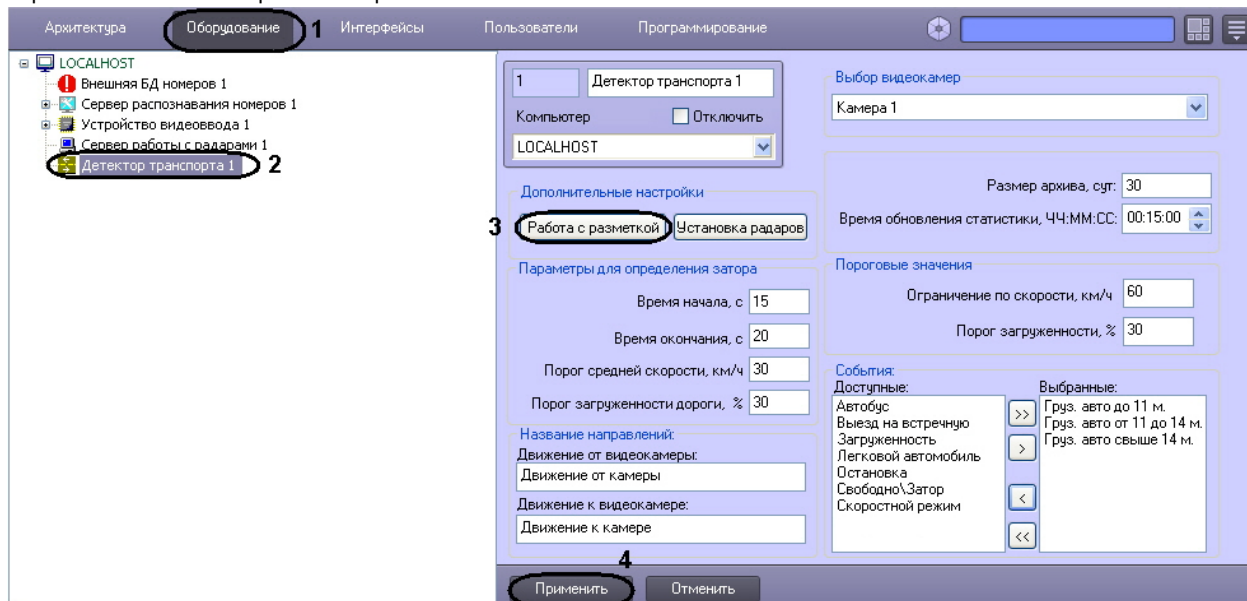 Архитектура Оборудование 1 Интерфейсы Пользователи Программирование
LOCALHOST
Внешняя БД номеров 1
Сервер распознавания номеров 1
Устройство видеоввода 1
Сервер работы с радарами 1
Детектор транспорта 1 2
1 Детектор транспорта 1
Компьютер Отключить
LOCALHOST
Дополнительные настройки
3 Работа с разметкой Установка радаров
Параметры для определения затора
Время начала, с 15
Время окончания, с 20
Порог средней скорости, км/ч 30
Порог загруженности дороги, % 30
Название направлений:
Движение от видеокамеры:
Движение от камеры
Движение к видеокамере:
Движение к камере
Выбор видеокамер
Камера 1
Размер архива, сут: 30
Время обновления статистики, ЧЧ:ММ:СС: 00:15:00
Пороговые значения
Ограничение по скорости, км/ч 60
Порог загруженности, % 30
События:
Доступные:
Автобус
Выезд на встречную
Загруженность
Легковой автомобиль
Остановка
Свободно\Затор
Скоростной режим
>>
>
<
<<
Выбранные:
Груз. авто до 11 м.
Груз. авто от 11 до 14 м.
Груз. авто свыше 14 м.
4
Применить Отменить